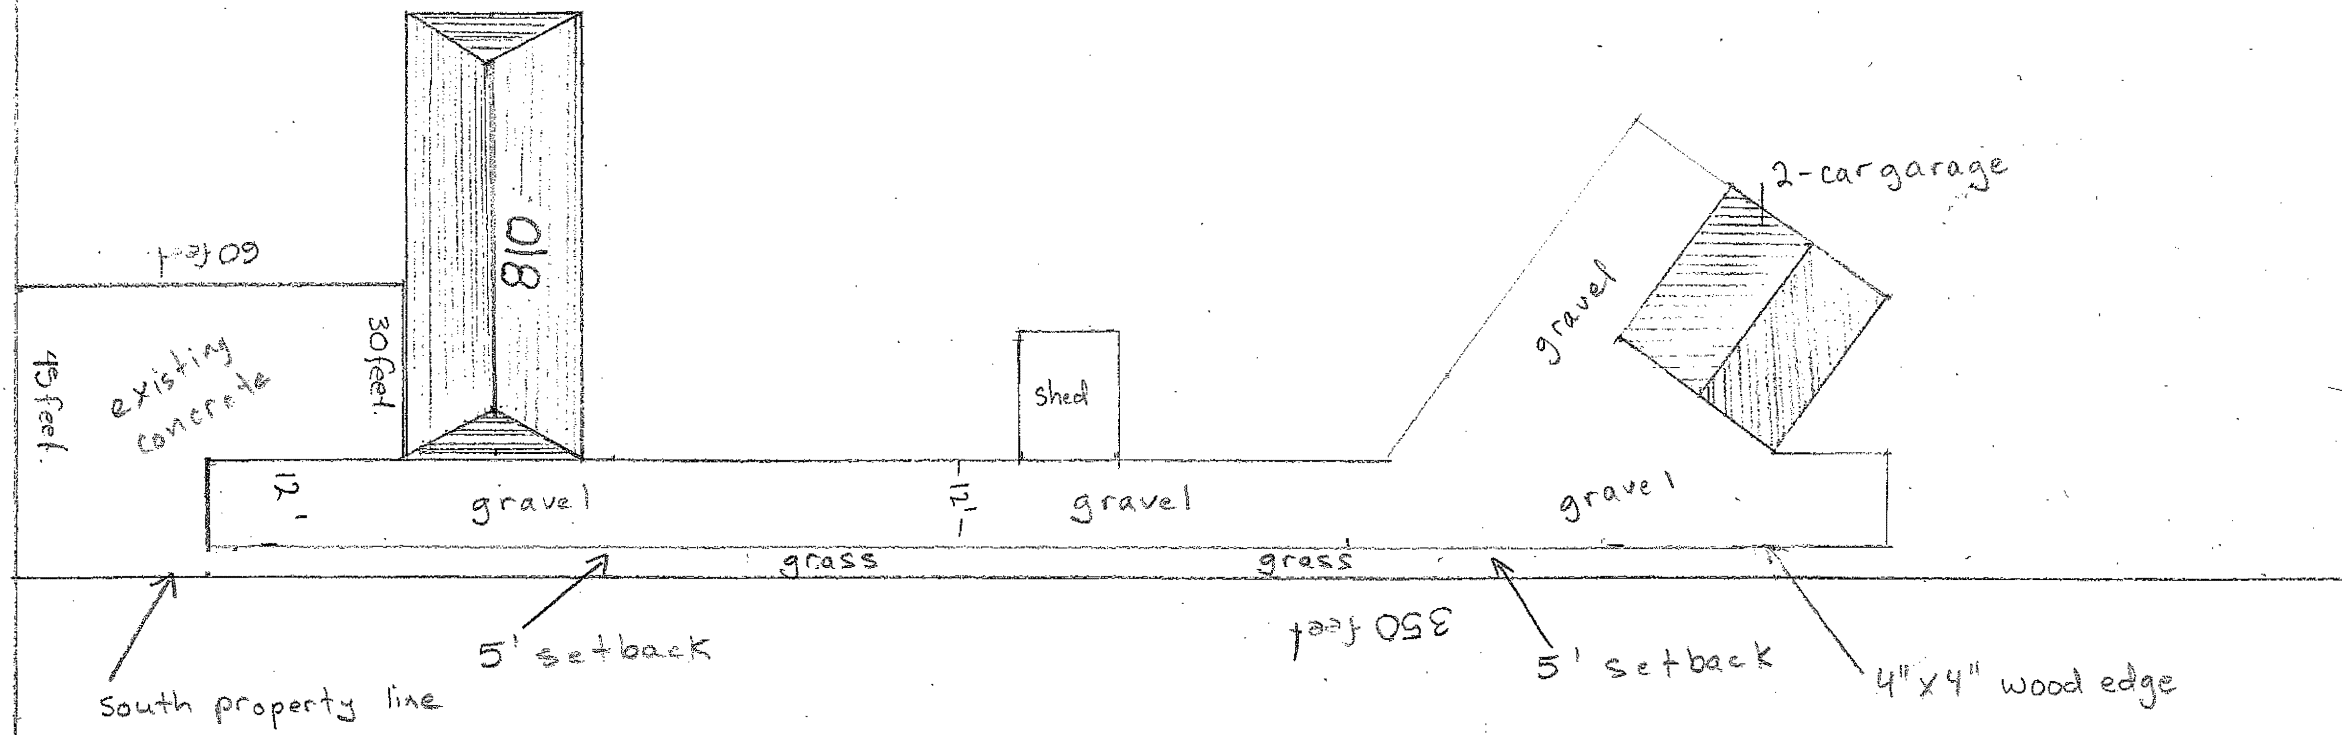 2-car garage
60 feet
810
gravel
30 feet.
45 feet.
existing
concrete
shed
12'
gravel
12'
gravel
gravel
grass
grass
5' setback
350 feet
5' setback
4"x4" wood edge
South property line